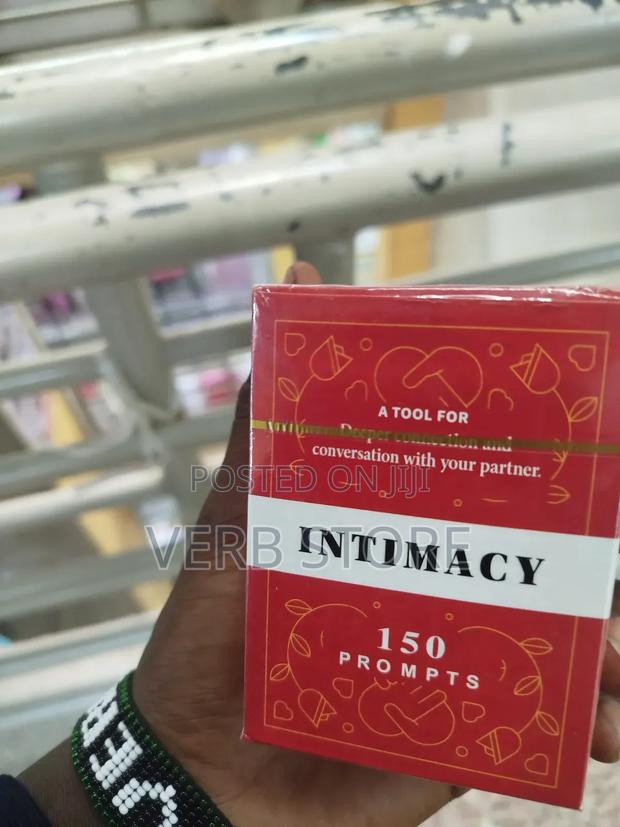 A TOOL FOR
Deeper connection and
conversation with your partner.
POSTED ON JIJI
VERB STORE
INTIMACY
150
PROMPTS